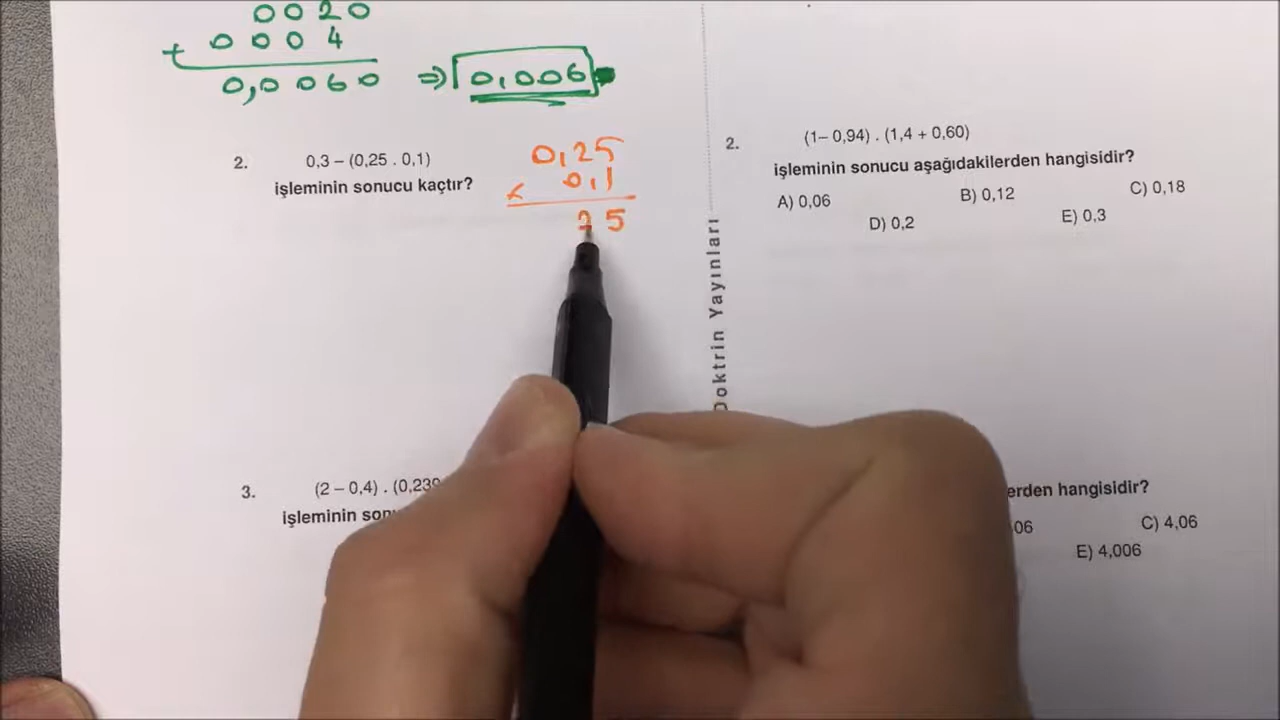 0020
+ 0004
0,0060 ⇒ 0,006
2. 0,3 – (0,25 . 0,1)
işleminin sonucu kaçtır?
0,25
x 0,1
25
3. (2 – 0,4) . (0,239
işleminin
Doktrin Yayınları
2. (1– 0,94) . (1,4 + 0,60)
işleminin sonucu aşağıdakilerden hangisidir?
A) 0,06 B) 0,12 C) 0,18
D) 0,2 E) 0,3
erden hangisidir?
06 C) 4,06
E) 4,006